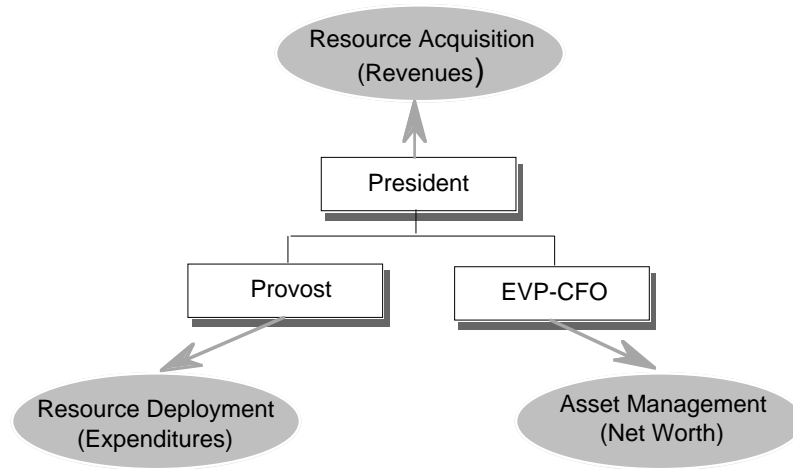 Resource Acquisition
(Revenues)
President
Provost
EVP-CFO
Resource Deployment
(Expenditures)
Asset Management
(Net Worth)